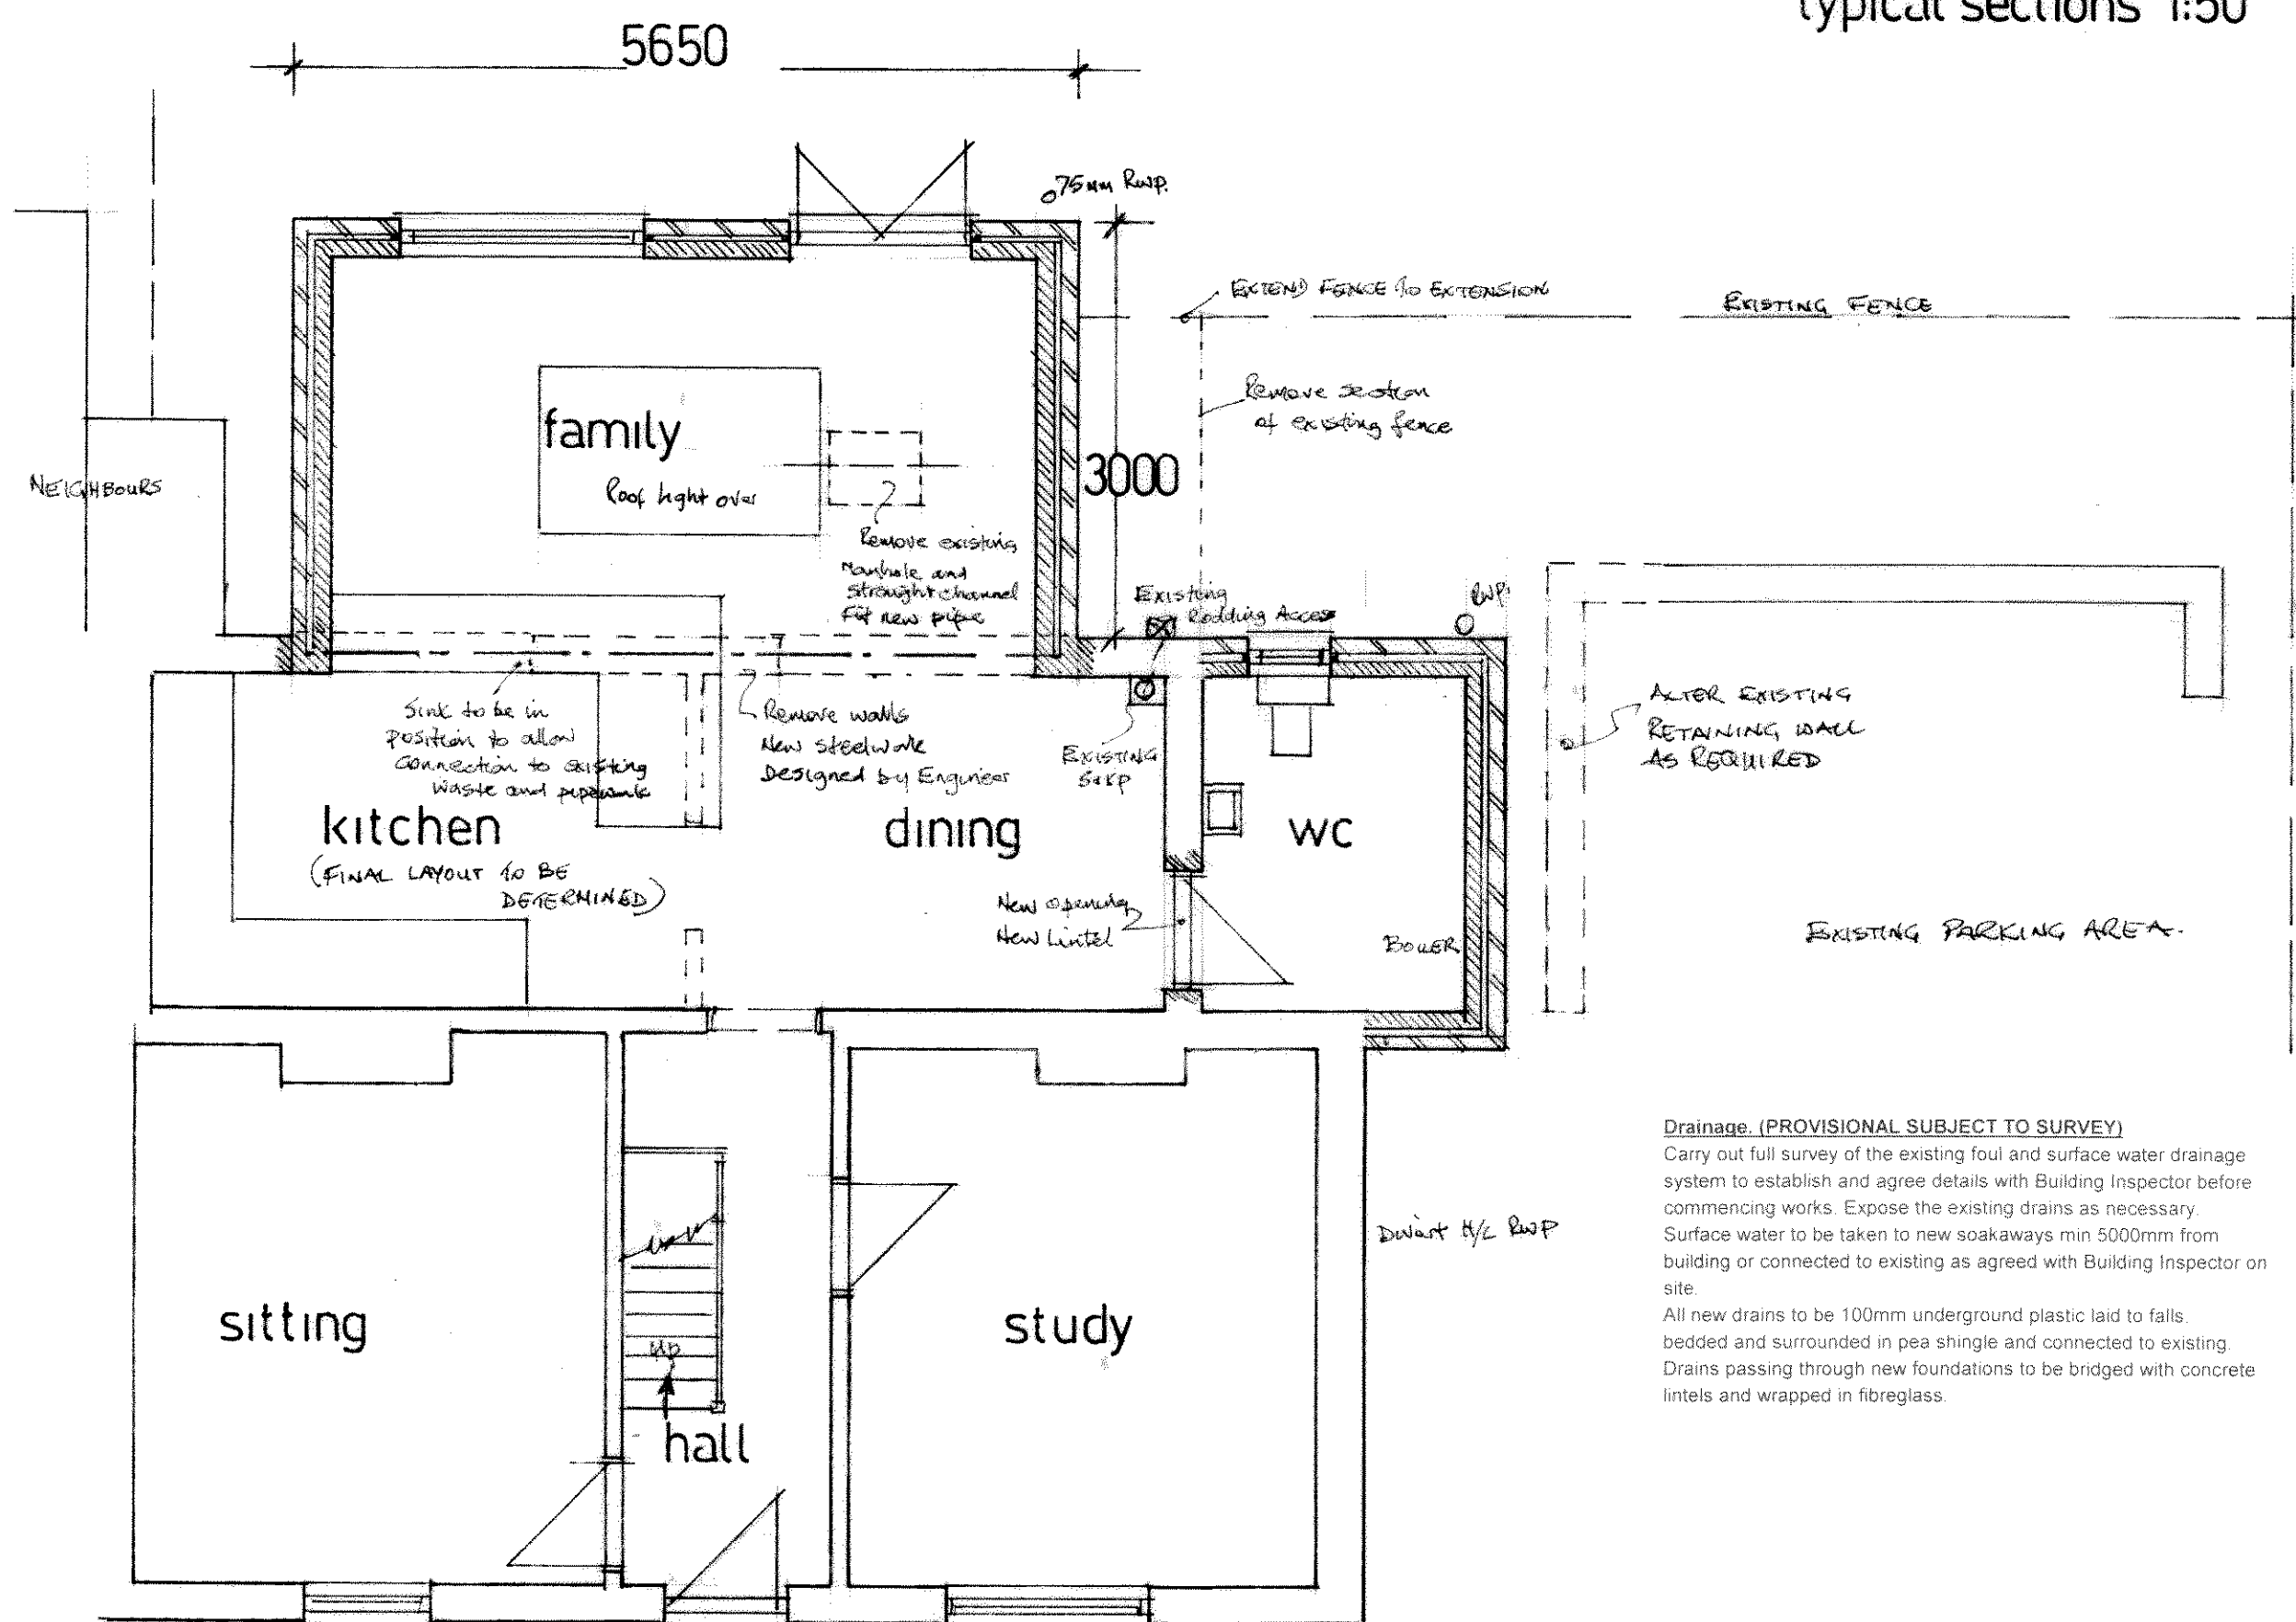 typical sections 1:50
5650
75mm RWP.
EXTEND FENCE TO EXTENSION
EXISTING FENCE
Remove section
of existing fence
family
3000
NEIGHBOURS
Roof light over
Remove existing
Manhole and
straight channel
Fit new pipe
Existing
Rodding Access
RWP
Sink to be in
position to allow
connection to existing
waste and pipework
Remove walls
New steelwork
Designed by Engineer
EXISTING
ALTER EXISTING
RETAINING WALL
AS REQUIRED
kitchen
dining
wc
(FINAL LAYOUT TO BE
DETERMINED)
New opening
New Lintel
BOILER
EXISTING PARKING AREA.
Drainage. (PROVISIONAL SUBJECT TO SURVEY)
Carry out full survey of the existing foul and surface water drainage
system to establish and agree details with Building Inspector before
commencing works. Expose the existing drains as necessary.
Surface water to be taken to new soakaways min 5000mm from
building or connected to existing as agreed with Building Inspector on
site.
All new drains to be 100mm underground plastic laid to falls.
bedded and surrounded in pea shingle and connected to existing.
Drains passing through new foundations to be bridged with concrete
lintels and wrapped in fibreglass.
RWP
sitting
up
study
hall